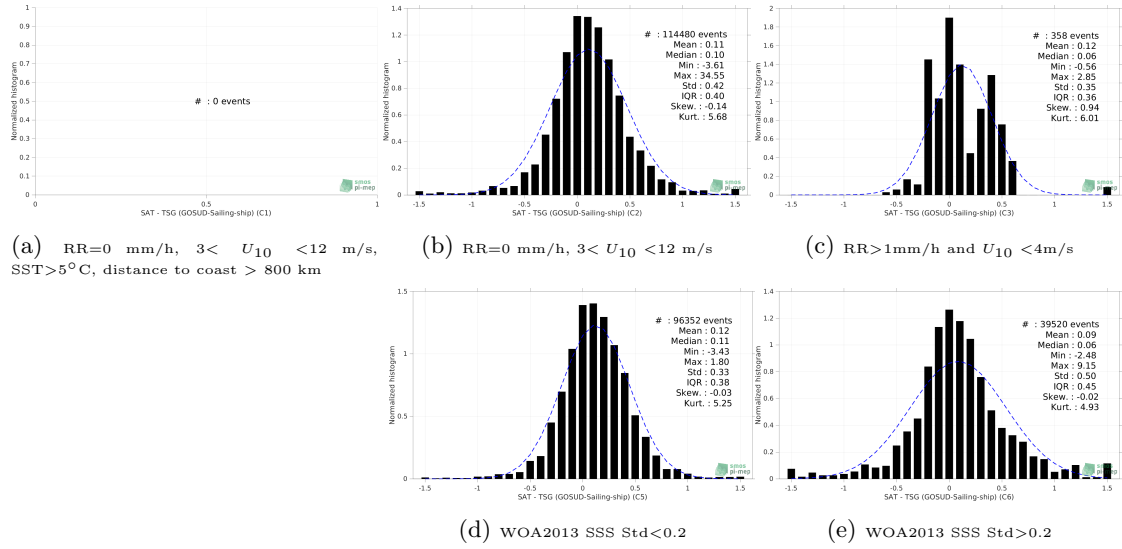 1
0.9
0.8
0.7
0.6
0.5
0.4
0.3
0.2
0.1
0
Normalized histogram
# : 0 events
0 0.5 1
SAT - TSG (GOSUD-Sailing-ship) (C1)
smos
pi-mep
(a) RR=0 mm/h, 3< U10 <12 m/s,
SST>5°C, distance to coast > 800 km
1.4
1.2
1
0.8
0.6
0.4
0.2
0
Normalized histogram
# : 114480 events
Mean : 0.11
Median : 0.10
Min : -3.61
Max : 34.55
Std : 0.42
IQR : 0.40
Skew. : -0.14
Kurt. : 5.68
-1.5 -1 -0.5 0 0.5 1 1.5
SAT - TSG (GOSUD-Sailing-ship) (C2)
smos
pi-mep
(b) RR=0 mm/h, 3< U10 <12 m/s
2
1.8
1.6
1.4
1.2
1
0.8
0.6
0.4
0.2
0
Normalized histogram
# : 358 events
Mean : 0.12
Median : 0.06
Min : -0.56
Max : 2.85
Std : 0.35
IQR : 0.36
Skew. : 0.94
Kurt. : 6.01
-1.5 -1 -0.5 0 0.5 1 1.5
SAT - TSG (GOSUD-Sailing-ship) (C3)
smos
pi-mep
(c) RR>1mm/h and U10 <4m/s
1.5
1
0.5
0
Normalized histogram
# : 96352 events
Mean : 0.12
Median : 0.11
Min : -3.43
Max : 1.80
Std : 0.33
IQR : 0.38
Skew. : -0.03
Kurt. : 5.25
-1.5 -1 -0.5 0 0.5 1 1.5
SAT - TSG (GOSUD-Sailing-ship) (C5)
smos
pi-mep
(d) WOA2013 SSS Std<0.2
1.4
1.2
1
0.8
0.6
0.4
0.2
0
Normalized histogram
# : 39520 events
Mean : 0.09
Median : 0.06
Min : -2.48
Max : 9.15
Std : 0.50
IQR : 0.45
Skew. : -0.02
Kurt. : 4.93
-1.5 -1 -0.5 0 0.5 1 1.5
SAT - TSG (GOSUD-Sailing-ship) (C6)
smos
pi-mep
(e) WOA2013 SSS Std>0.2